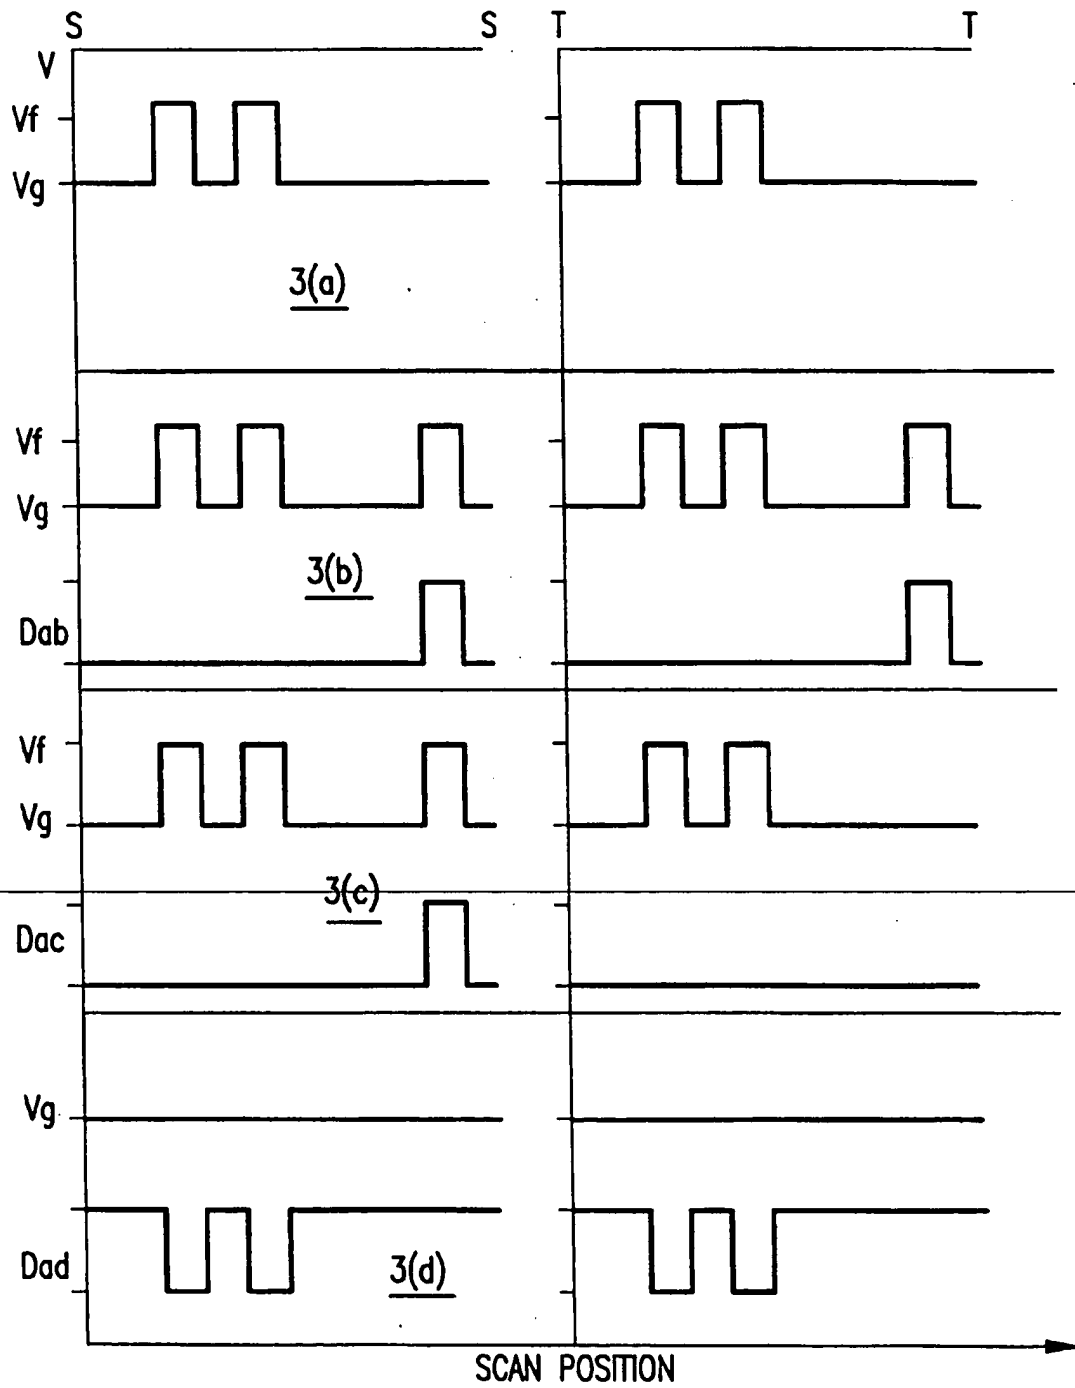 S S T T
V
Vf
Vg
3(a)
Vf
Vg
3(b)
Dab
Vf
Vg
3(c)
Dac
Vg
Dad
3(d)
SCAN POSITION